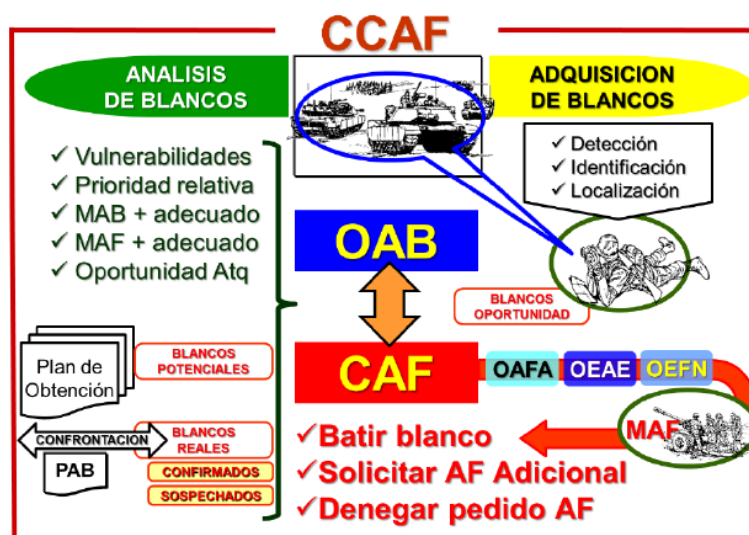 CCAF
ANALISIS
DE BLANCOS
ADQUISICION
DE BLANCOS
✓ Detección
✓ Identificación
✓ Localización
✓ Vulnerabilidades
✓ Prioridad relativa
✓ MAB + adecuado
✓ MAF + adecuado
✓ Oportunidad Atq
OAB
BLANCOS
OPORTUNIDAD
Plan de
Obtención
BLANCOS
POTENCIALES
CAF
OAFA
OEAE
OEFN
MAF
CONFRONTACIÓN
PAB
BLANCOS
REALES
CONFIRMADOS
SOSPECHADOS
✓Batir blanco
✓Solicitar AF Adicional
✓Denegar pedido AF